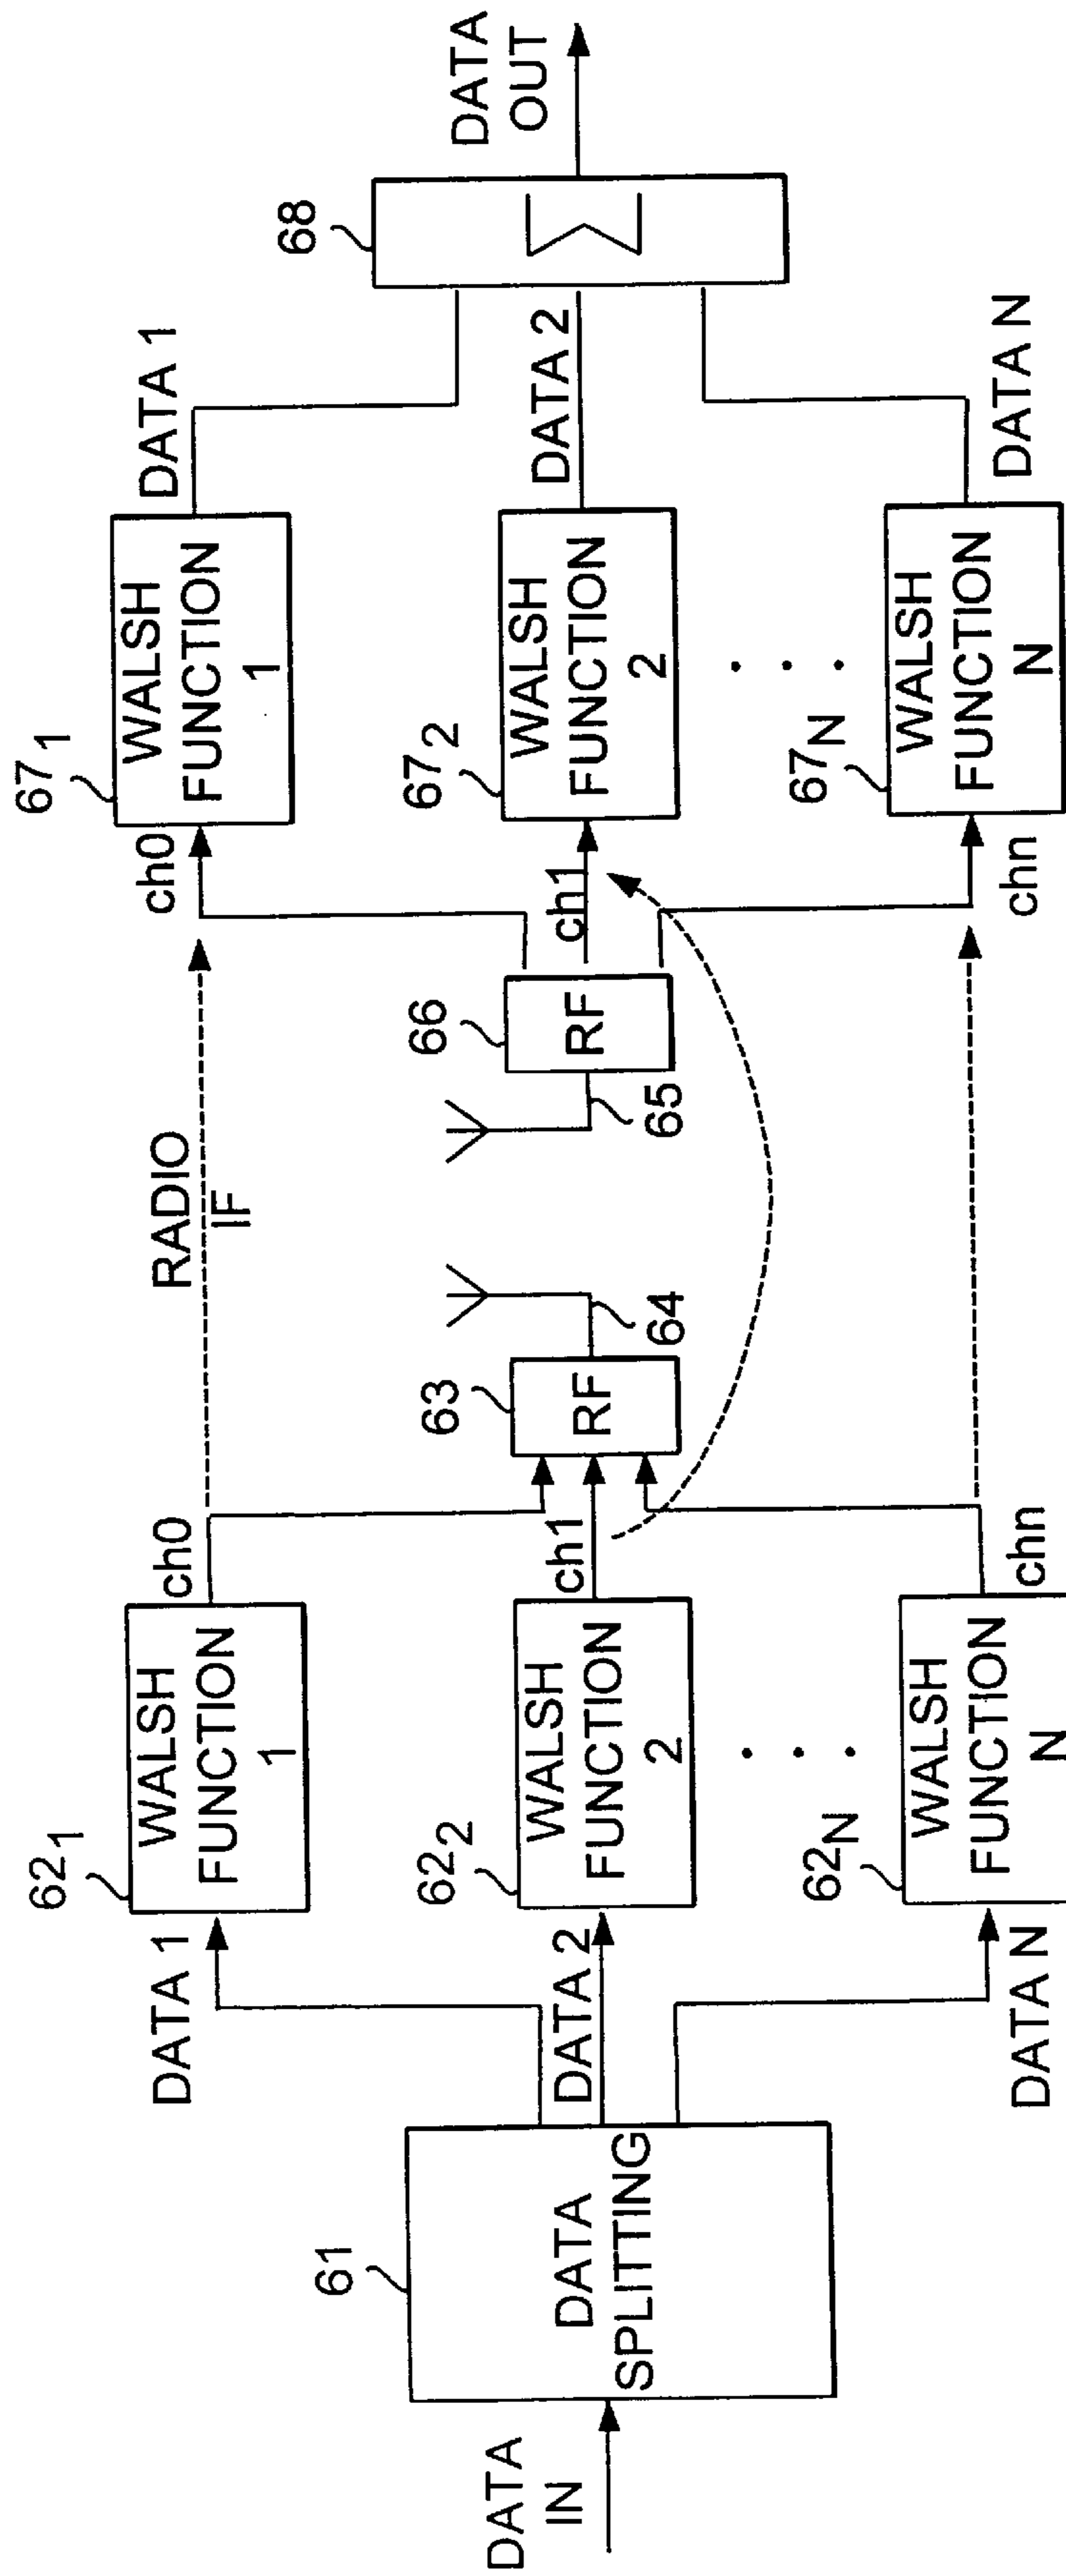 DATA
IN
61
DATA
SPLITTING
DATA 1
DATA 2
DATA N
62₁
WALSH
FUNCTION
1
62₂
WALSH
FUNCTION
2
. . .
62N
WALSH
FUNCTION
N
ch0
ch1
chn
63
RF
64
RADIO
IF
65
66
RF
ch0
ch1
chn
67₁
WALSH
FUNCTION
1
67₂
WALSH
FUNCTION
2
. . .
67N
WALSH
FUNCTION
N
DATA 1
DATA 2
DATA N
68
Σ
DATA
OUT